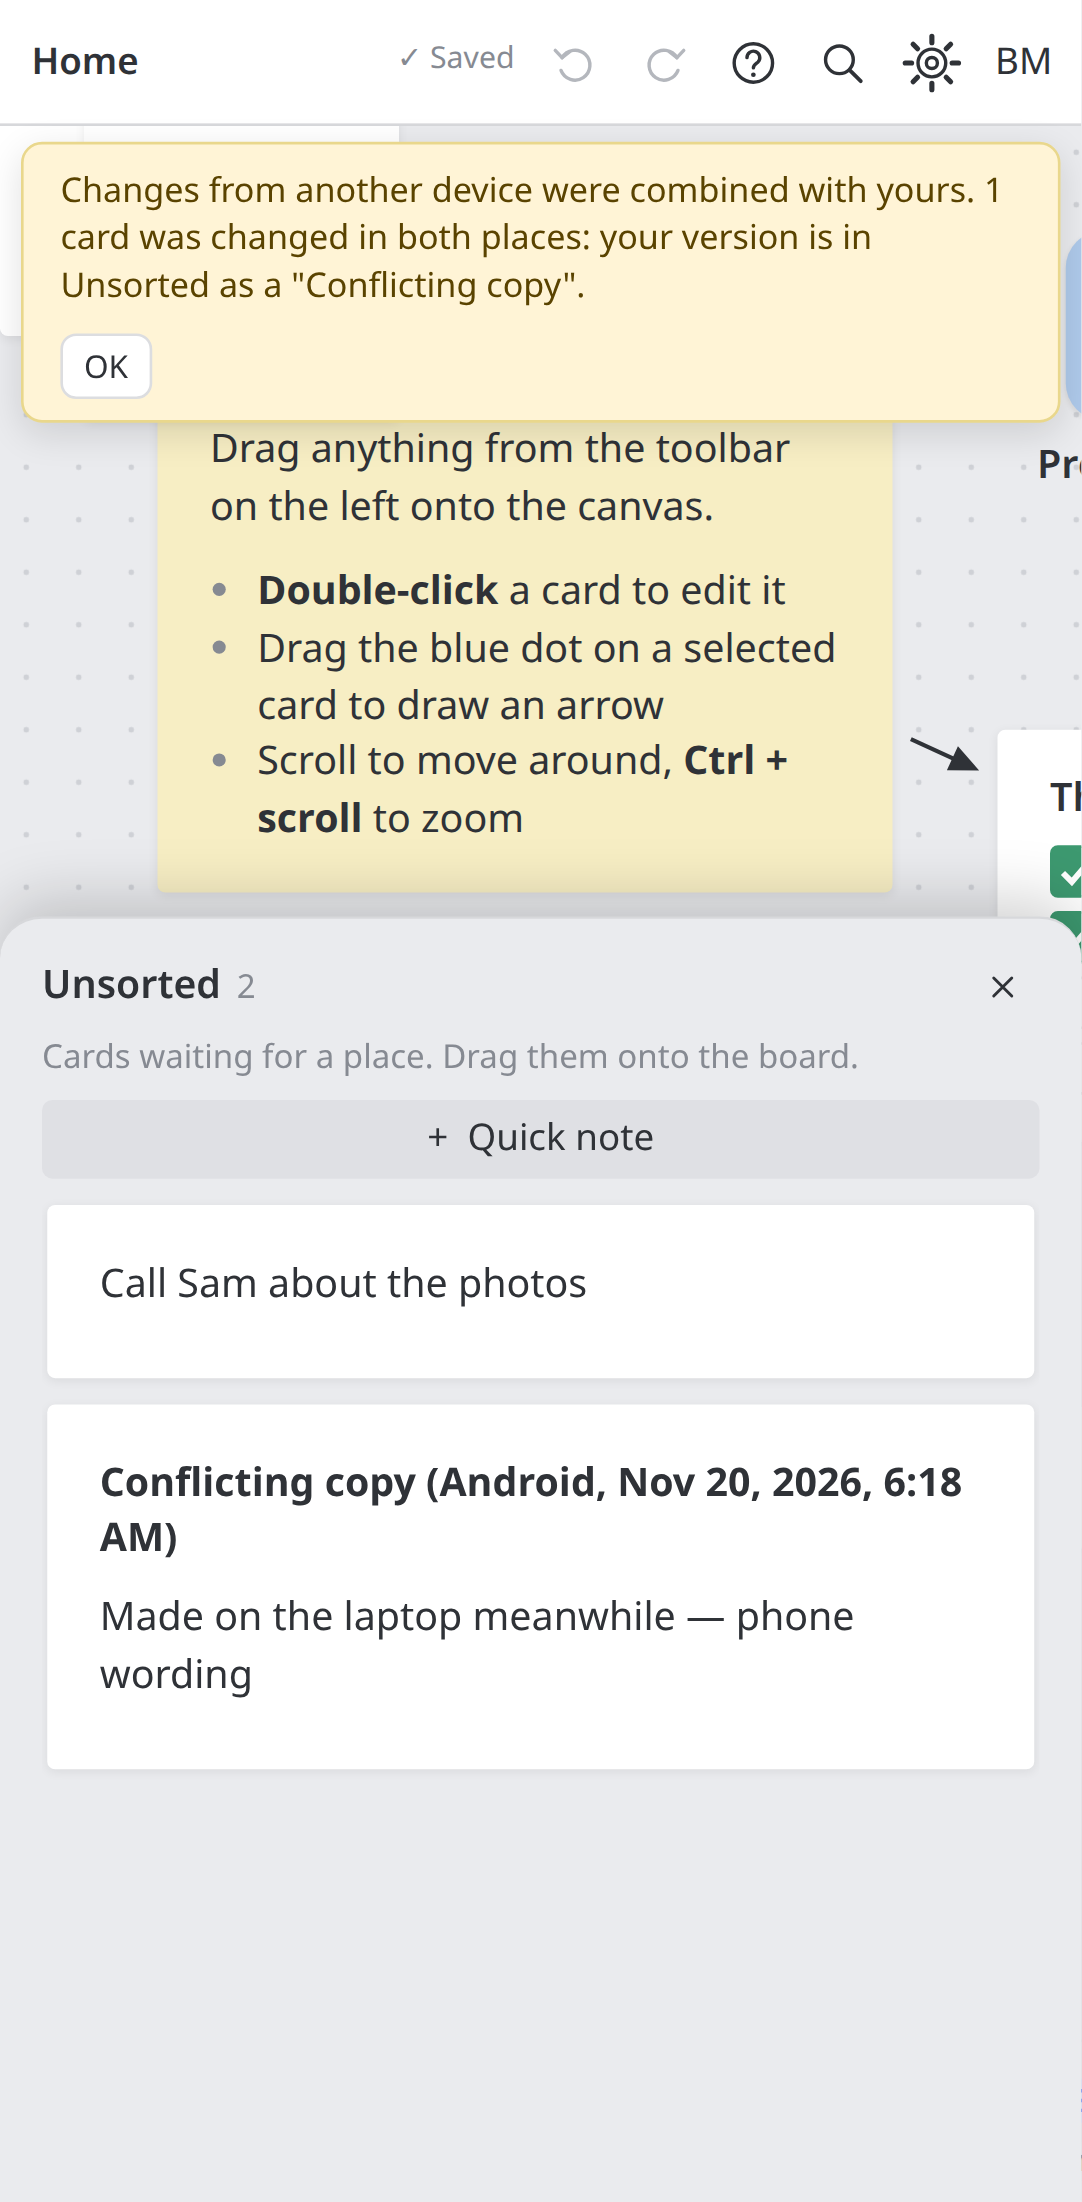 Home
✓ Saved
BM
Changes from another device were combined with yours. 1
card was changed in both places: your version is in
Unsorted as a "Conflicting copy".
OK
Drag anything from the toolbar
on the left onto the canvas.
• Double-click a card to edit it
• Drag the blue dot on a selected
card to draw an arrow
• Scroll to move around, Ctrl +
scroll to zoom
Unsorted 2
Cards waiting for a place. Drag them onto the board.
+ Quick note
Call Sam about the photos
Conflicting copy (Android, Nov 20, 2026, 6:18
AM)
Made on the laptop meanwhile — phone
wording